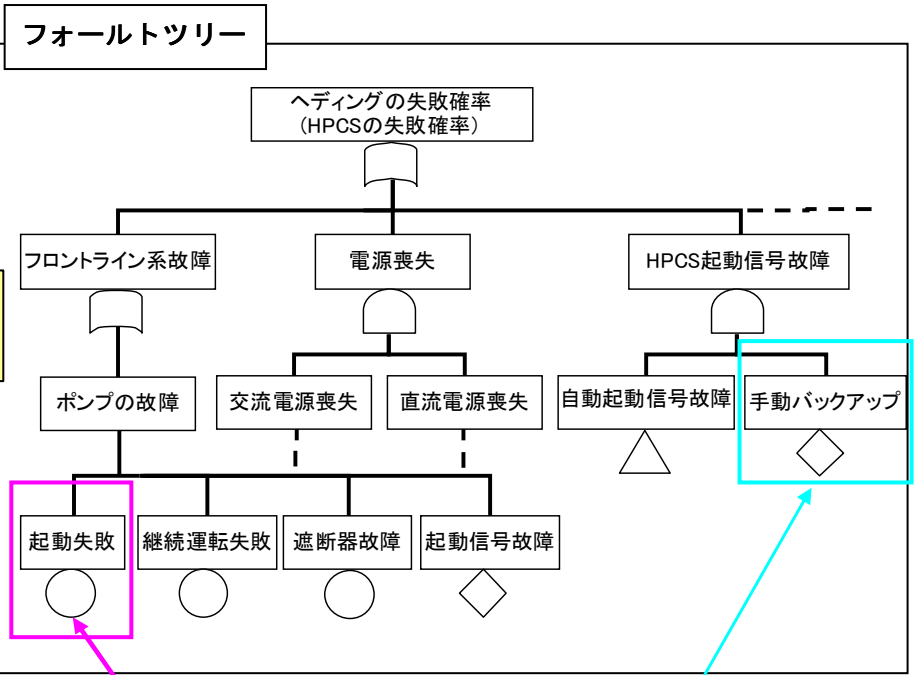 フォールトツリー
ヘディングの失敗確率
(HPCSの失敗確率)
フロントライン系故障
電源喪失
HPCS起動信号故障
ポンプの故障
交流電源喪失
直流電源喪失
自動起動信号故障
手動バックアップ
起動失敗
継続運転失敗
遮断器故障
起動信号故障